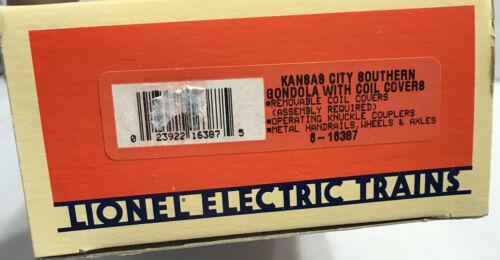 KANSAS CITY SOUTHERN
GONDOLA WITH COIL COVERS
■REMOVABLE COIL COVERS
(ASSEMBLY REQUIRED)
■OPERATING KNUCKLE COUPLERS
■METAL HANDRAILS, WHEELS & AXLES
6-16387
0 23922 16387 5
LIONEL ELECTRIC TRAINS